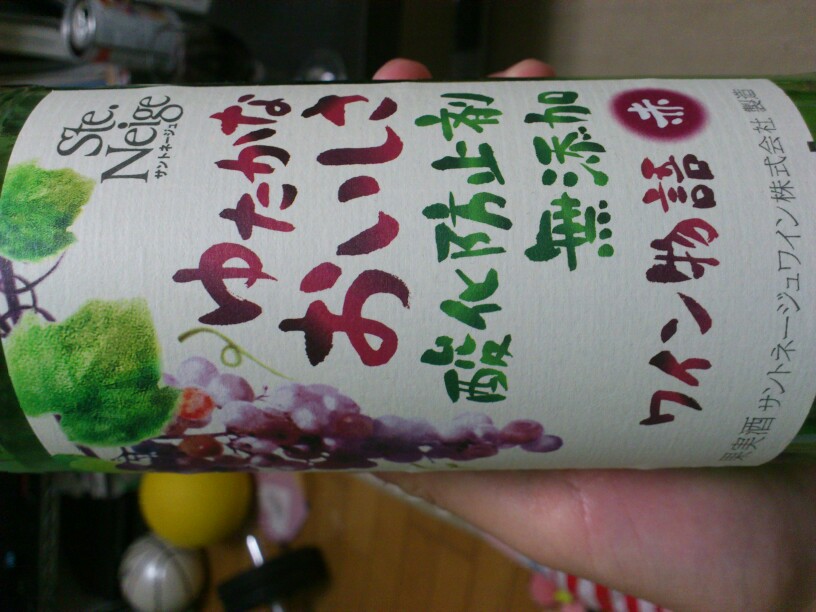 Ste.
Neige
サントネージュ
ゆたかな
おいしさ
酸化防止剤
無添加
ワイン物語 赤
果実酒 サントネージュワイン株式会社 製造